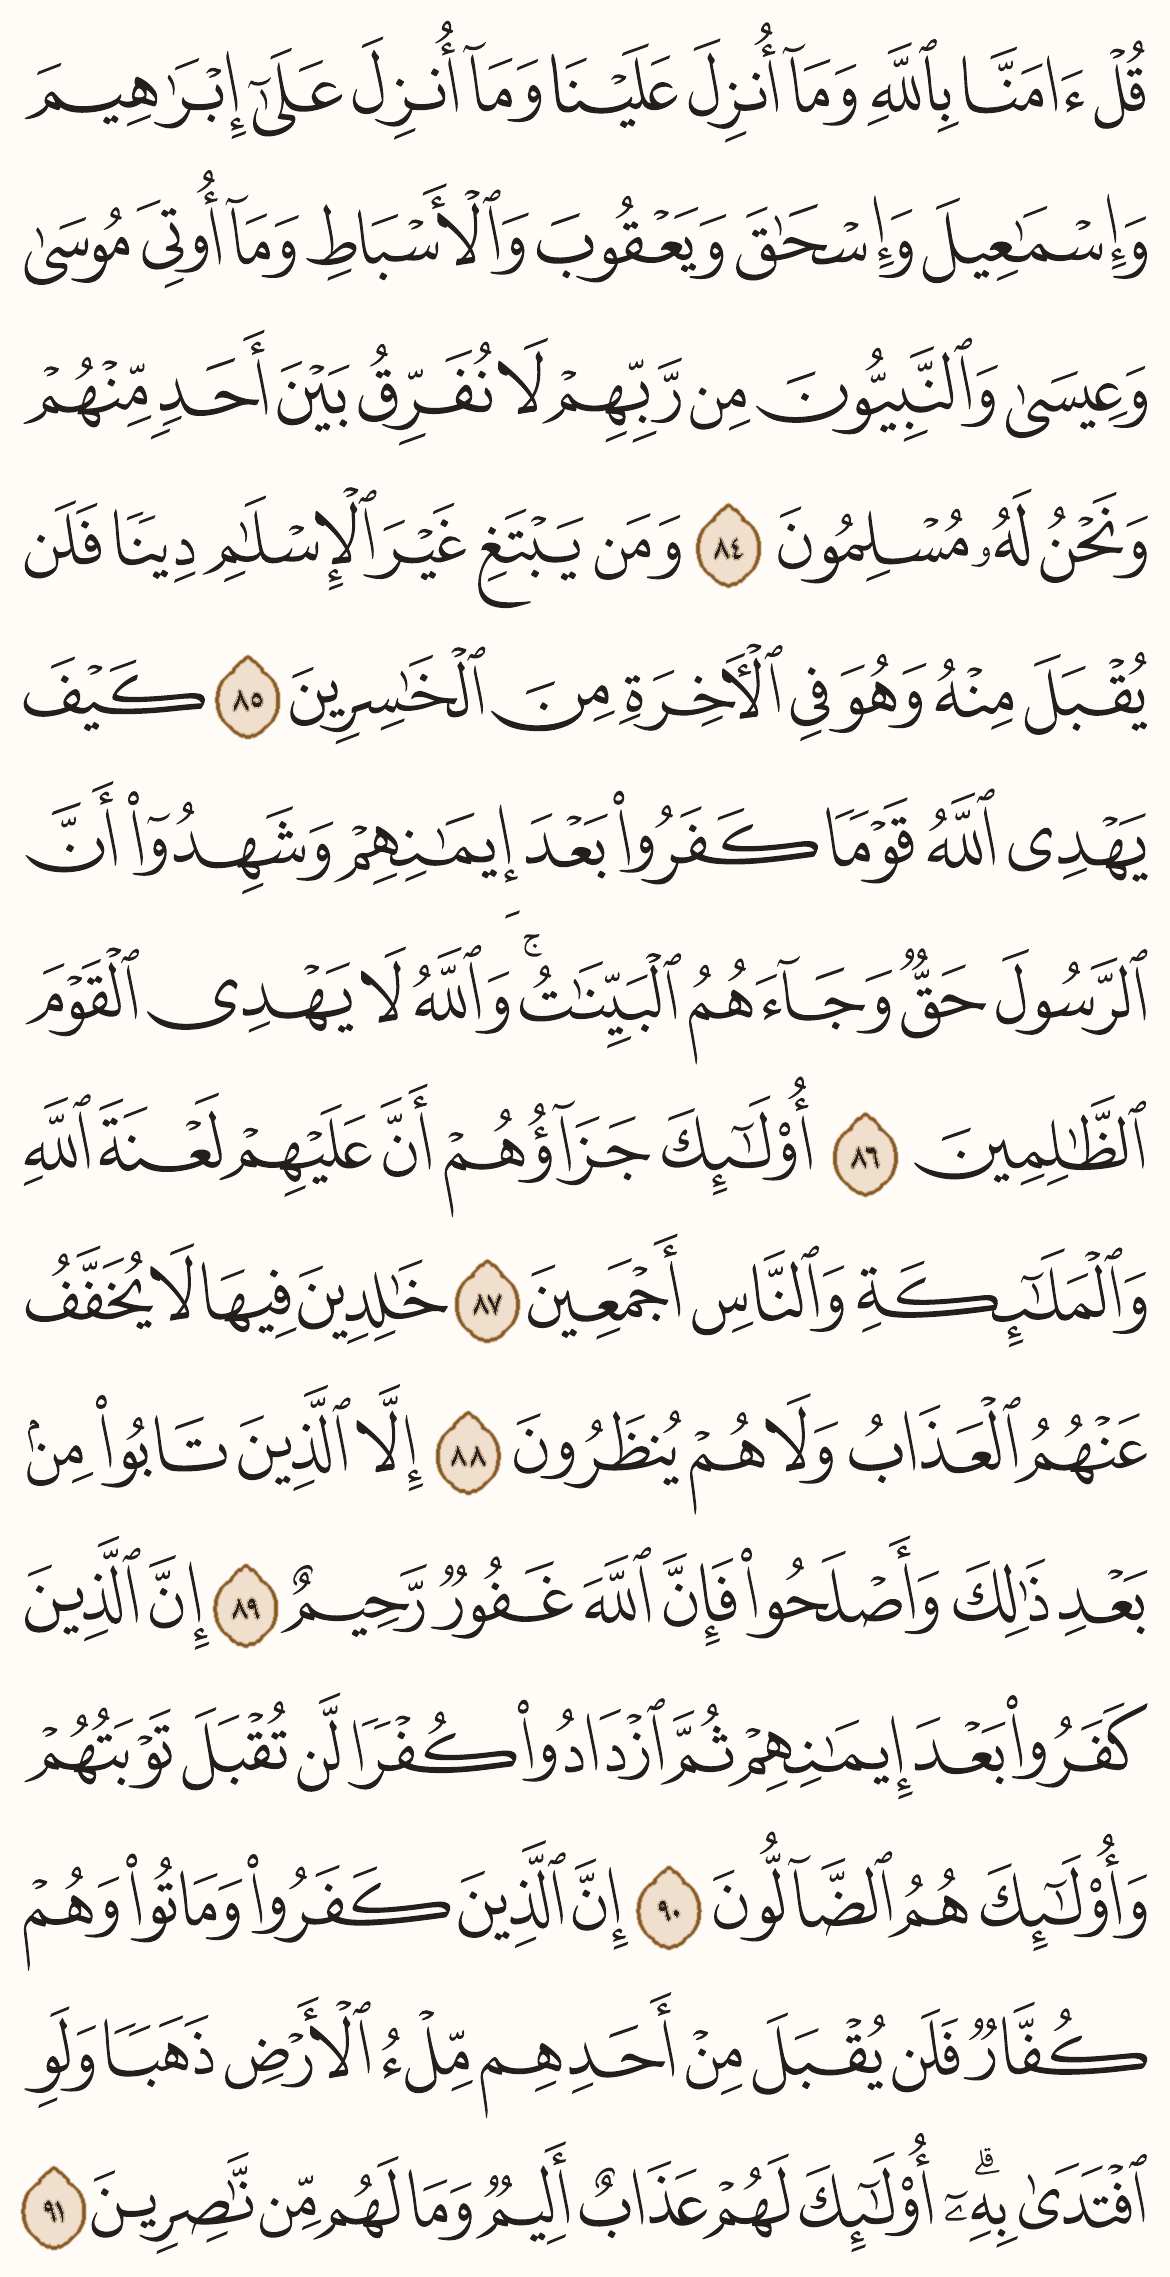 قُلْ ءَامَنَّا بِٱللَّهِ وَمَآ أُنزِلَ عَلَيْنَا وَمَآ أُنزِلَ عَلَىٰٓ إِبْرَٰهِيمَ
وَإِسْمَٰعِيلَ وَإِسْحَٰقَ وَيَعْقُوبَ وَٱلْأَسْبَاطِ وَمَآ أُوتِىَ مُوسَىٰ
وَعِيسَىٰ وَٱلنَّبِيُّونَ مِن رَّبِّهِمْ لَا نُفَرِّقُ بَيْنَ أَحَدٍ مِّنْهُمْ
وَنَحْنُ لَهُۥ مُسْلِمُونَ ٨٤ وَمَن يَبْتَغِ غَيْرَ ٱلْإِسْلَٰمِ دِينًا فَلَن
يُقْبَلَ مِنْهُ وَهُوَ فِى ٱلْأَخِرَةِ مِنَ ٱلْخَٰسِرِينَ ٨٥ كَيْفَ
يَهْدِى ٱللَّهُ قَوْمًا كَفَرُوا۟ بَعْدَ إِيمَٰنِهِمْ وَشَهِدُوٓا۟ أَنَّ
ٱلرَّسُولَ حَقٌّ وَجَآءَهُمُ ٱلْبَيِّنَٰتُ ۚ وَٱللَّهُ لَا يَهْدِى ٱلْقَوْمَ
ٱلظَّٰلِمِينَ ٨٦ أُو۟لَٰٓئِكَ جَزَآؤُهُمْ أَنَّ عَلَيْهِمْ لَعْنَةَ ٱللَّهِ
وَٱلْمَلَٰٓئِكَةِ وَٱلنَّاسِ أَجْمَعِينَ ٨٧ خَٰلِدِينَ فِيهَا لَا يُخَفَّفُ
عَنْهُمُ ٱلْعَذَابُ وَلَا هُمْ يُنظَرُونَ ٨٨ إِلَّا ٱلَّذِينَ تَابُوا۟ مِنۢ
بَعْدِ ذَٰلِكَ وَأَصْلَحُوا۟ فَإِنَّ ٱللَّهَ غَفُورٌ رَّحِيمٌ ٨٩ إِنَّ ٱلَّذِينَ
كَفَرُوا۟ بَعْدَ إِيمَٰنِهِمْ ثُمَّ ٱزْدَادُوا۟ كُفْرًا لَّن تُقْبَلَ تَوْبَتُهُمْ
وَأُو۟لَٰٓئِكَ هُمُ ٱلضَّآلُّونَ ٩٠ إِنَّ ٱلَّذِينَ كَفَرُوا۟ وَمَاتُوا۟ وَهُمْ
كُفَّارٌ فَلَن يُقْبَلَ مِنْ أَحَدِهِم مِّلْءُ ٱلْأَرْضِ ذَهَبًا وَلَوِ
ٱفْتَدَىٰ بِهِۦٓ ۗ أُو۟لَٰٓئِكَ لَهُمْ عَذَابٌ أَلِيمٌ وَمَا لَهُم مِّن نَّٰصِرِينَ ٩١